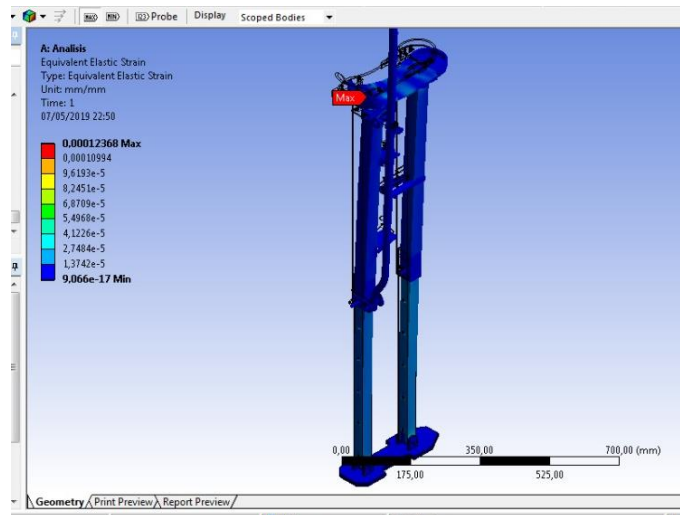 MAX MIN Probe Display Scoped Bodies
A: Analisis
Equivalent Elastic Strain
Type: Equivalent Elastic Strain
Unit: mm/mm
Time: 1
07/05/2019 22:50
0,00012368 Max
0,00010994
9,6193e-5
8,2451e-5
6,8709e-5
5,4968e-5
4,1226e-5
2,7484e-5
1,3742e-5
9,066e-17 Min
Max
0,00 350,00 700,00 (mm)
175,00 525,00
Geometry Print Preview Report Preview